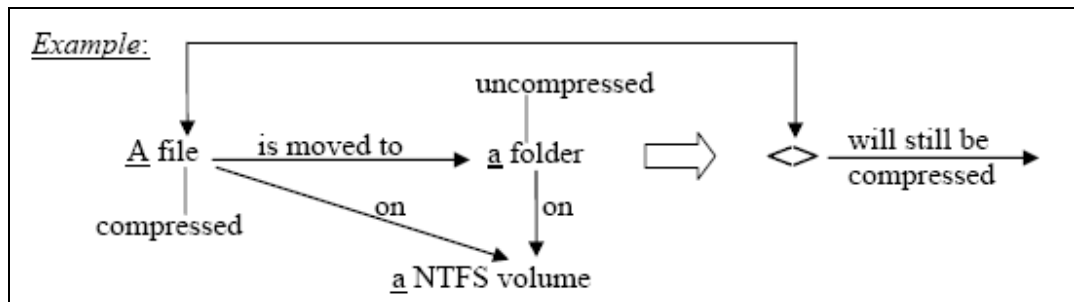 Example:
uncompressed
A file
is moved to
a folder
<>
will still be
compressed
compressed
on
on
a NTFS volume